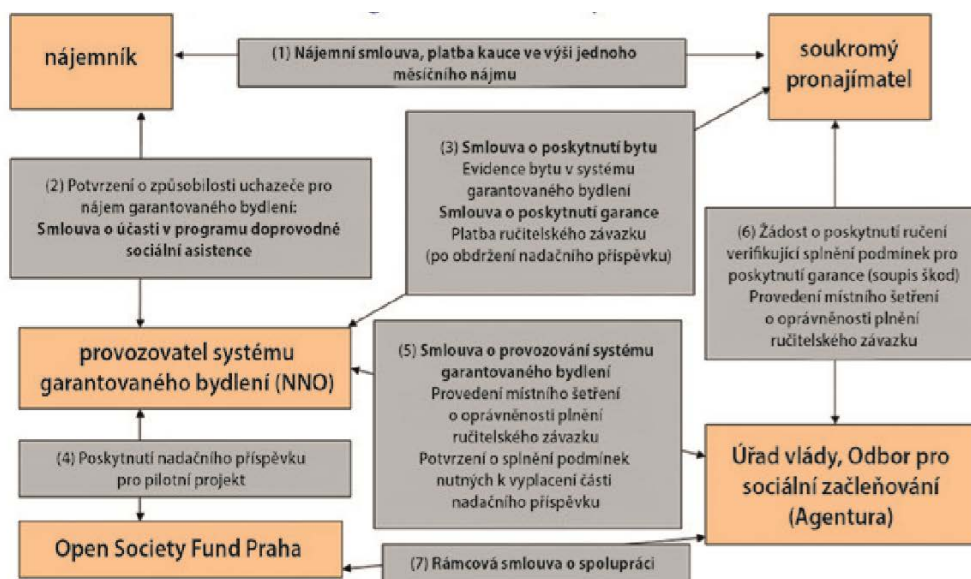 nájemník
(1) Nájemní smlouva, platba kauce ve výši jednoho
měsíčního nájmu
soukromý
pronajímatel
(2) Potvrzení o způsobilosti uchazeče pro
nájem garantovaného bydlení:
Smlouva o účasti v programu doprovodné
sociální asistence
(3) Smlouva o poskytnutí bytu
Evidence bytu v systému
garantovaného bydlení
Smlouva o poskytnutí garance
Platba ručitelského závazku
(po obdržení nadačního příspěvku)
(6) Žádost o poskytnutí ručení
verifikující splnění podmínek pro
poskytnutí garance (soupis škod)
Provedení místního šetření
o oprávněnosti plnění
ručitelského závazku
provozovatel systému
garantovaného bydlení (NNO)
(5) Smlouva o provozování systému
garantovaného bydlení
Provedení místního šetření
o oprávněnosti plnění
ručitelského závazku
Potvrzení o splnění podmínek
nutných k vyplacení části
nadačního příspěvku
(4) Poskytnutí nadačního příspěvku
pro pilotní projekt
Úřad vlády, Odbor pro
sociální začleňování
(Agentura)
Open Society Fund Praha
(7) Rámcová smlouva o spolupráci